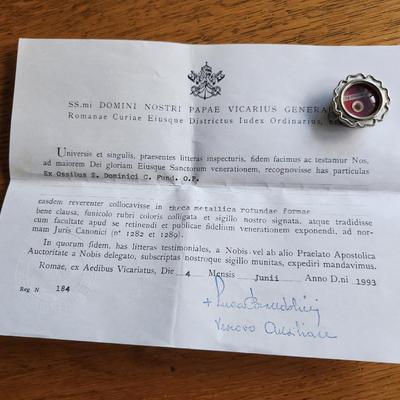 SS.mi DOMINI NOSTRI PAPAE VICARIUS GENERA
Romanae Curiae Eiusque Districtus Iudex Ordinarius,
Universis et singulis, praesentes litteras inspecturis, fidem facimus ac testamur Nos,
ad maiorem Dei gloriam Eiusque Sanctorum venerationem, recognovisse has particulas
Ex Ossibus S. Dominici C. Fund. O.P.
easdem reverenter collocavisse in theca metallica rotundae formae
bene clausa, funiculo rubri coloris colligata et sigillo nostro signata, atque tradidisse
cum facultate apud se retinendi et publicae fidelium venerationi exponendi, ad nor-
mam Juris Canonici (nº 1282 et 1289).
In quorum fidem, has litteras testimoniales, a Nobis vel ab alio Praelato Apostolica
Auctoritate a Nobis delegato, subscriptas nostroque sigillo munitas, expediri mandavimus.
Romae, ex Aedibus Vicariatus, Die 4 Mensis Junii Anno D.ni 1993
Reg. N 184
Vescovo Ausiliare